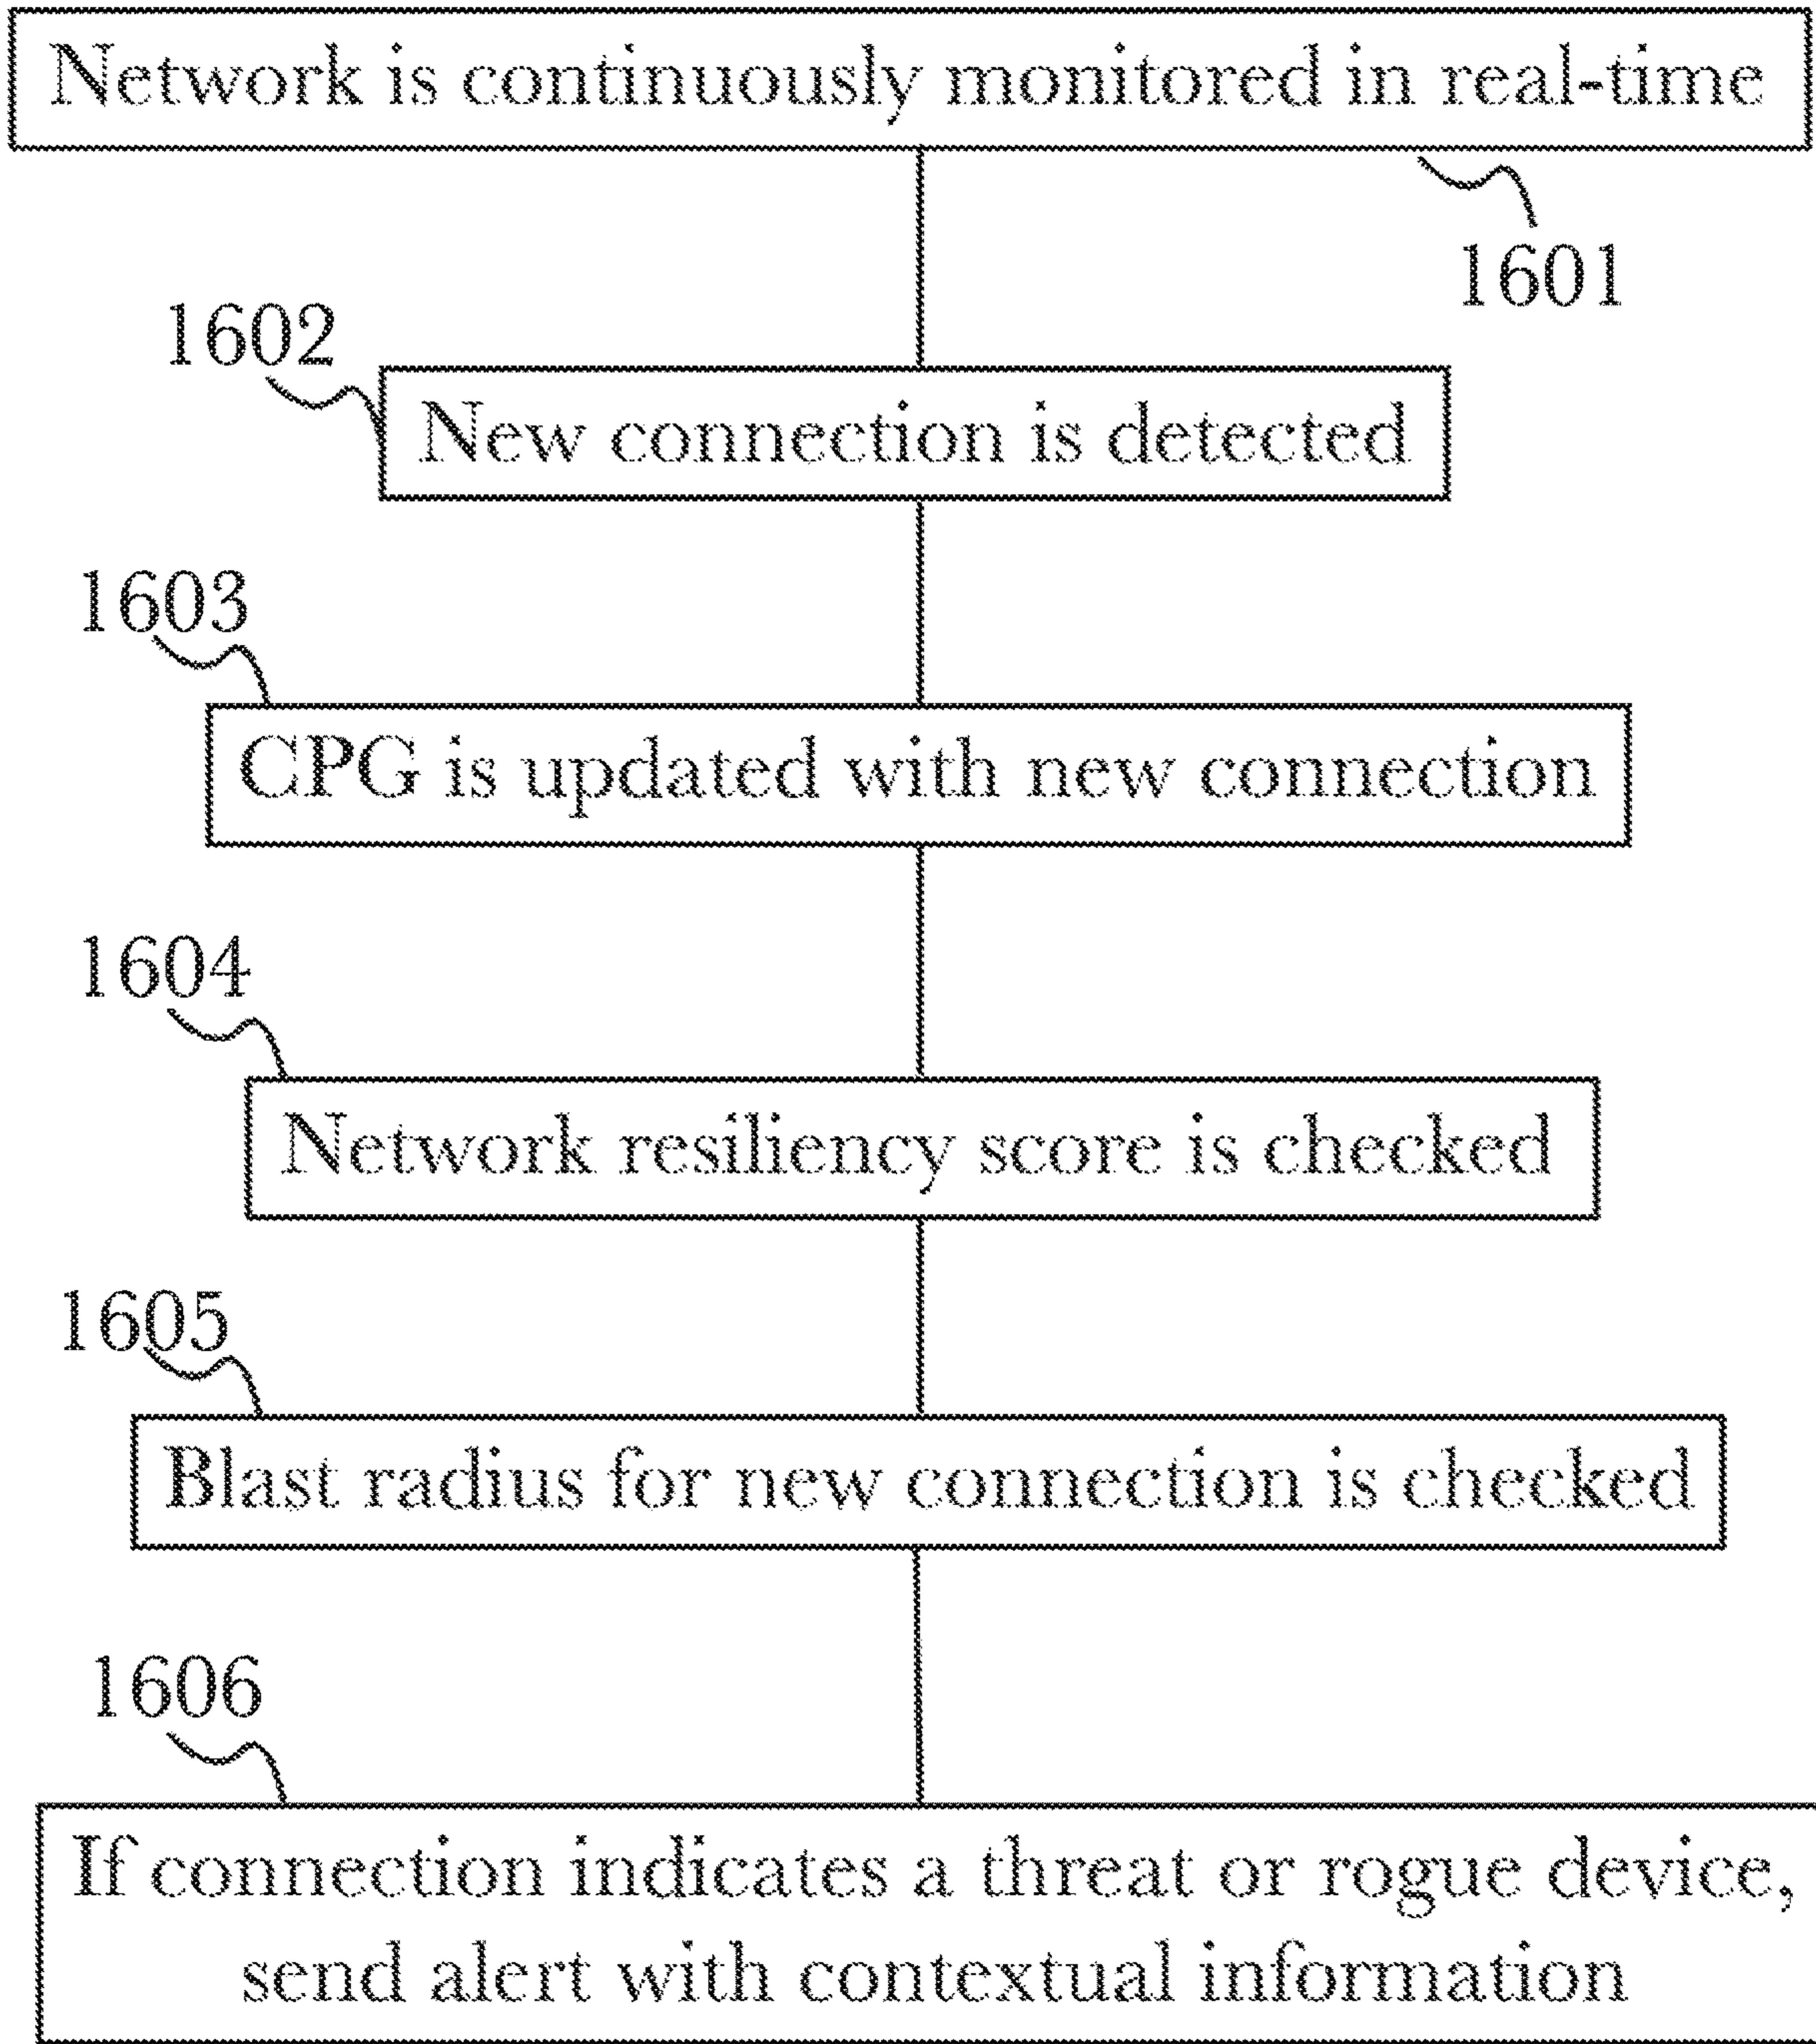 Network is continuously monitored in real-time
1601
1602
New connection is detected
1603
CPG is updated with new connection
1604
Network resiliency score is checked
1605
Blast radius for new connection is checked
1606
If connection indicates a threat or rogue device,
send alert with contextual information